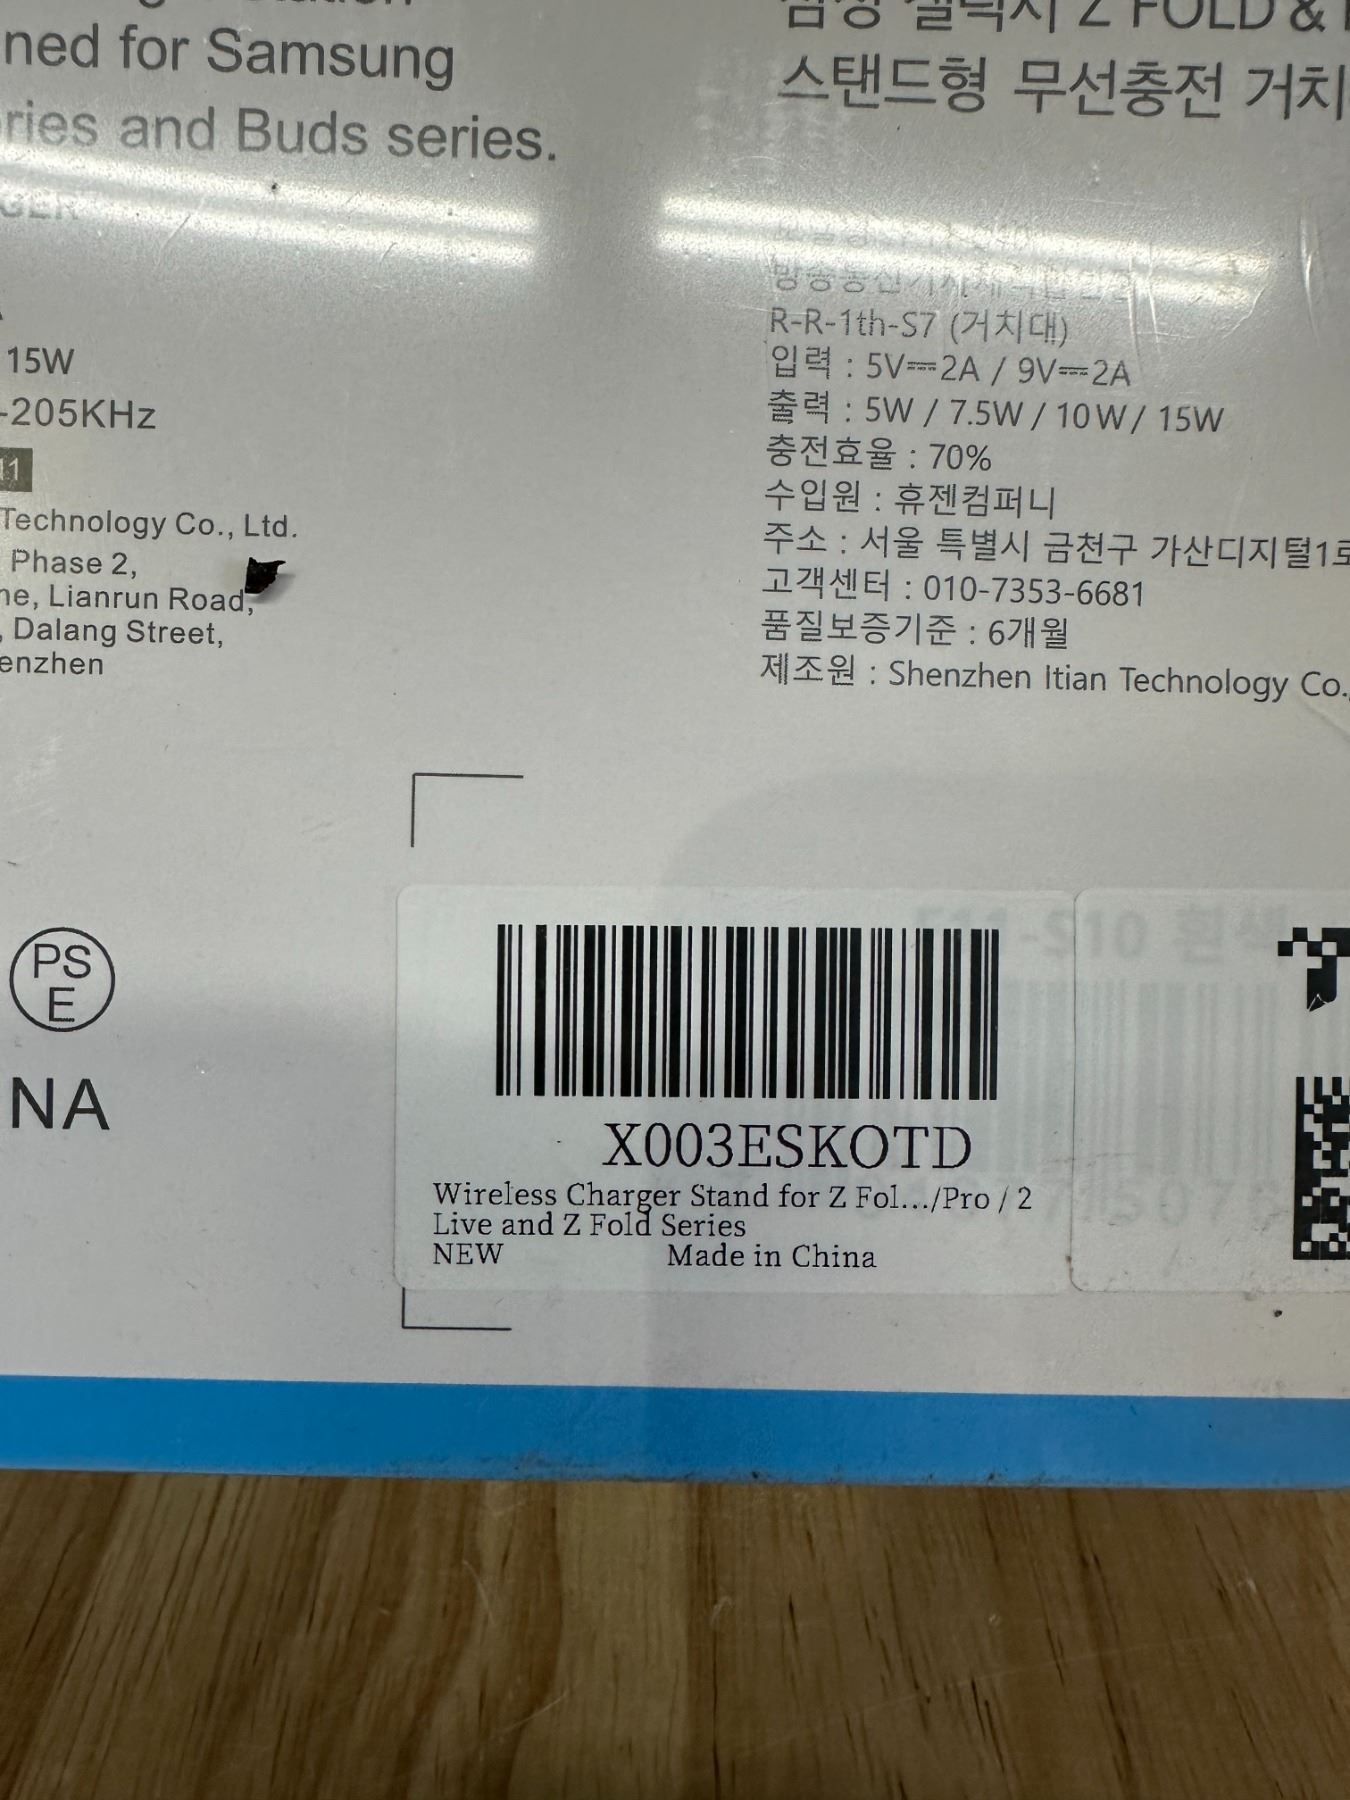 ned for Samsung
ries and Buds series.
15W
-205KHz
Technology Co., Ltd.
Phase 2,
ne, Lianrun Road,
, Dalang Street,
enzhen
PS
E
NA
Z FOLD &
스탠드형 무선충전 거치
R-R-1th-S7 (거치대)
입력 : 5V⎓2A / 9V⎓2A
출력 : 5W / 7.5W / 10W / 15W
충전효율 : 70%
수입원 : 휴젠컴퍼니
주소 : 서울 특별시 금천구 가산디지털1로
고객센터 : 010-7353-6681
품질보증기준 : 6개월
제조원 : Shenzhen Itian Technology Co.,
X003ESKOTD
Wireless Charger Stand for Z Fol.../Pro / 2
Live and Z Fold Series
NEW Made in China